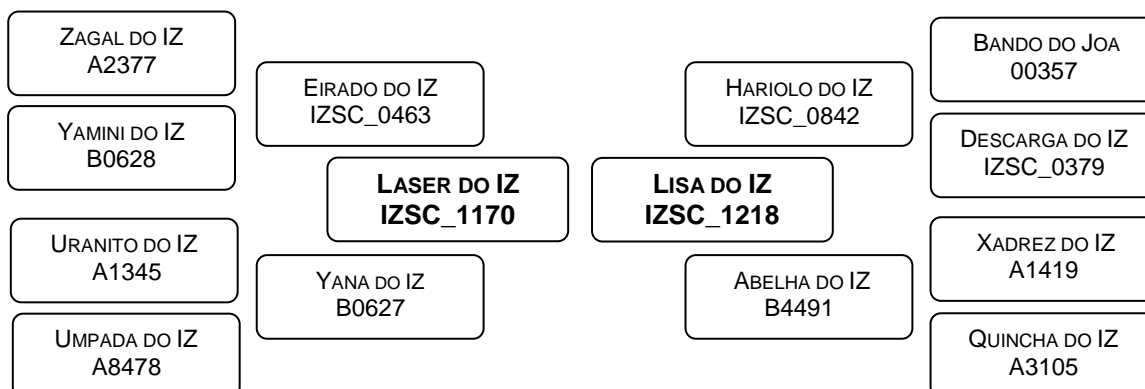 ZAGAL DO IZ
A2377
YAMINI DO IZ
B0628
URANITO DO IZ
A1345
UMPADA DO IZ
A8478
EIRADO DO IZ
IZSC_0463
YANA DO IZ
B0627
LASER DO IZ
IZSC_1170
LISA DO IZ
IZSC_1218
HARIOLO DO IZ
IZSC_0842
ABELHA DO IZ
B4491
BANDO DO JOA
00357
DESCARGA DO IZ
IZSC_0379
XADREZ DO IZ
A1419
QUINCHA DO IZ
A3105